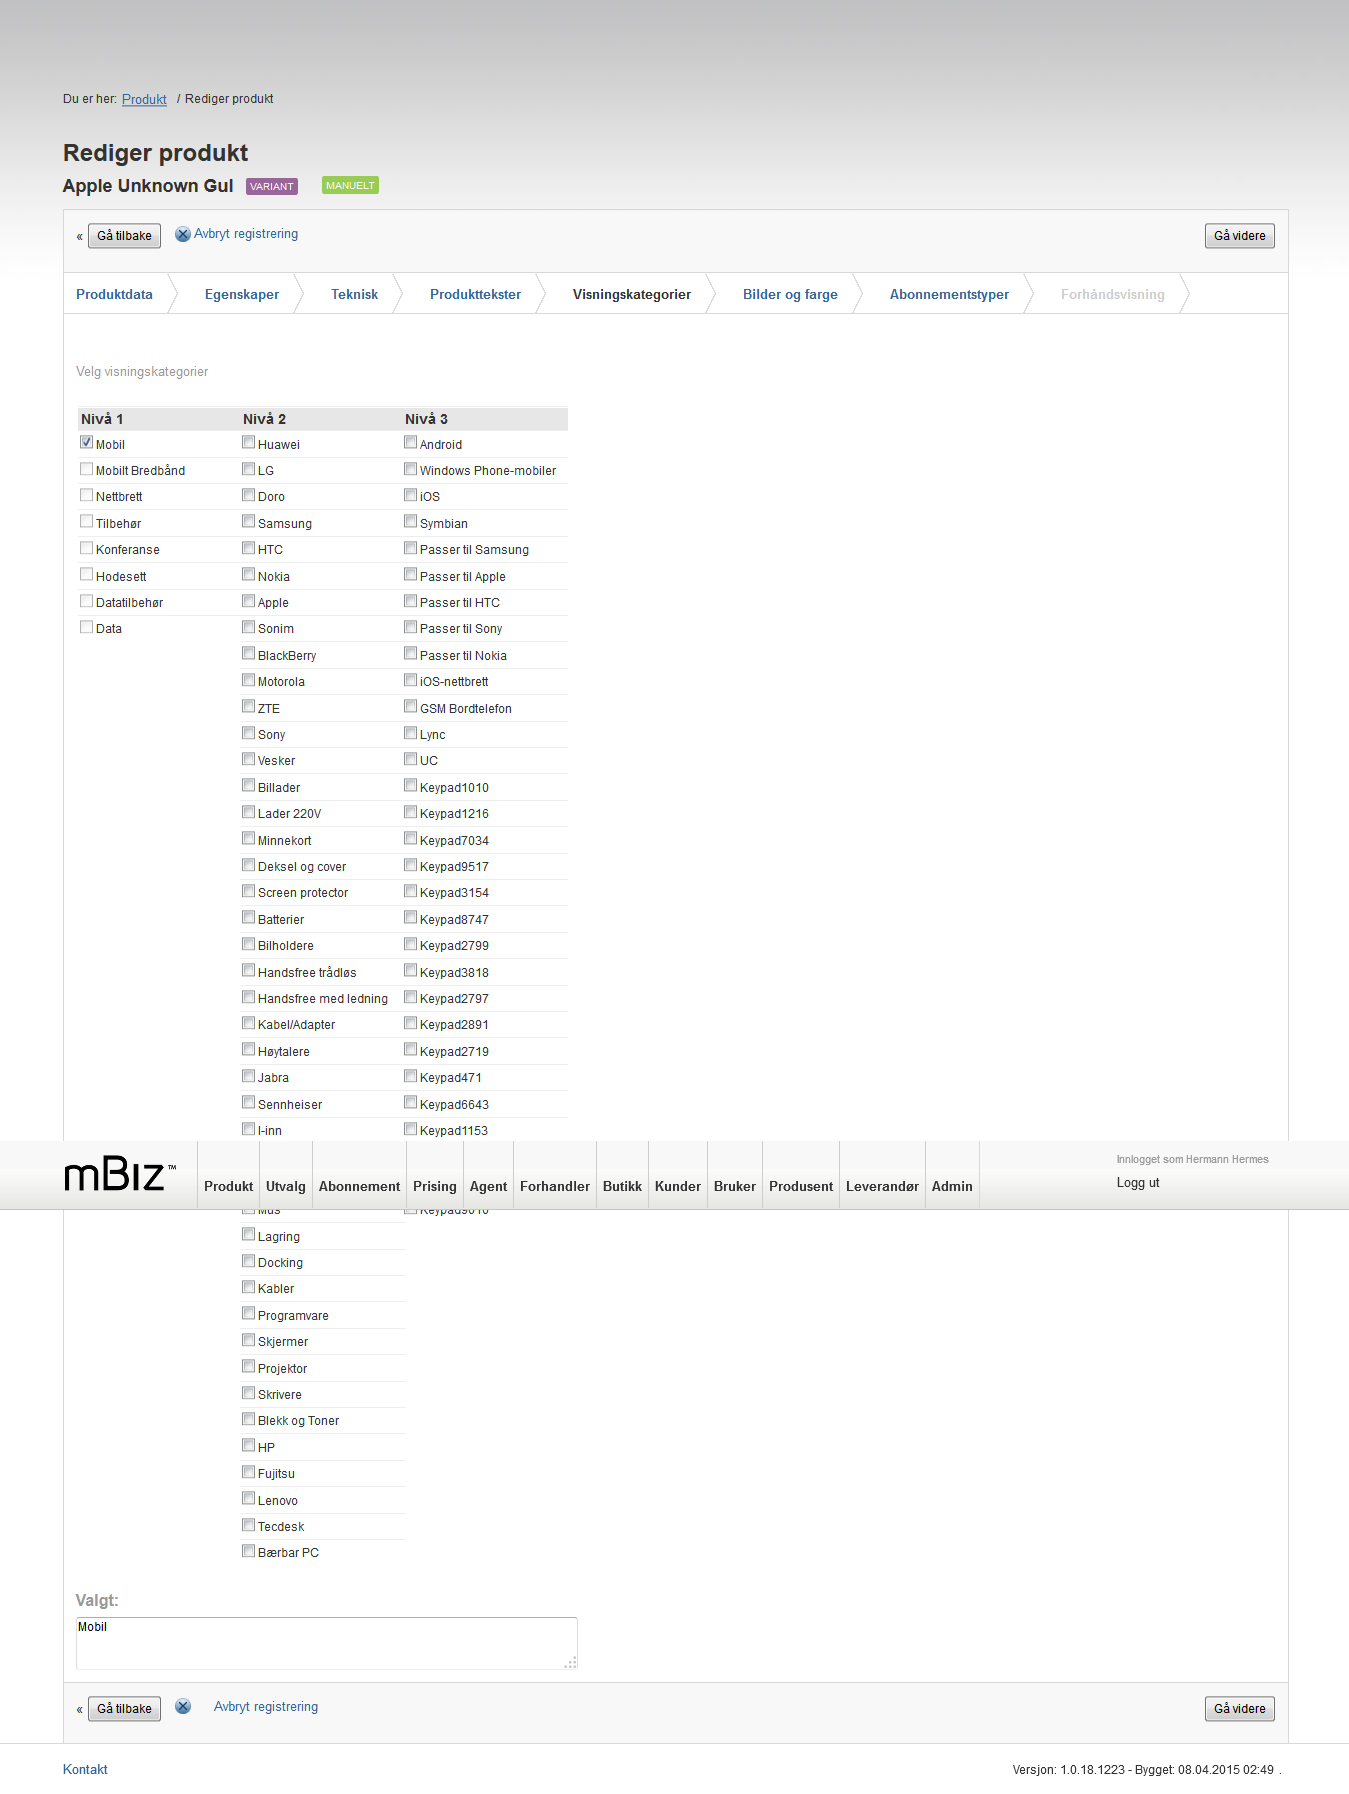 Du er her: Produkt / Rediger produkt
Rediger produkt
Apple Unknown Gul VARIANT MANUELT
« Gå tilbake Avbryt registrering Gå videre
Produktdata Egenskaper Teknisk Produkttekster Visningskategorier Bilder og farge Abonnementstyper Forhåndsvisning
Velg visningskategorier
Nivå 1 Nivå 2 Nivå 3
Mobil Huawei Android
Mobilt Bredbånd LG Windows Phone-mobiler
Nettbrett Doro iOS
Tilbehør Samsung Symbian
Konferanse HTC Passer til Samsung
Hodesett Nokia Passer til Apple
Datatilbehør Apple Passer til HTC
Data Sonim Passer til Sony
BlackBerry Passer til Nokia
Motorola iOS-nettbrett
ZTE GSM Bordtelefon
Sony Lync
Vesker UC
Billader Keypad1010
Lader 220V Keypad1216
Minnekort Keypad7034
Deksel og cover Keypad9517
Screen protector Keypad3154
Batterier Keypad8747
Bilholdere Keypad2799
Handsfree trådløs Keypad3818
Handsfree med ledning Keypad2797
Kabel/Adapter Keypad2891
Høytalere Keypad2719
Jabra Keypad471
Sennheiser Keypad6643
I-inn Keypad1153
mBiz™ Produkt Utvalg Abonnement Prising Agent Forhandler Butikk Kunder Bruker Produsent Leverandør Admin
Innlogget som Hermann Hermes
Logg ut
Mus
Lagring
Docking
Kabler
Programvare
Skjermer
Projektor
Skrivere
Blekk og Toner
HP
Fujitsu
Lenovo
Tecdesk
Bærbar PC
Valgt:
Mobil
« Gå tilbake Avbryt registrering Gå videre
Kontakt Versjon: 1.0.18.1223 - Bygget: 08.04.2015 02:49 .